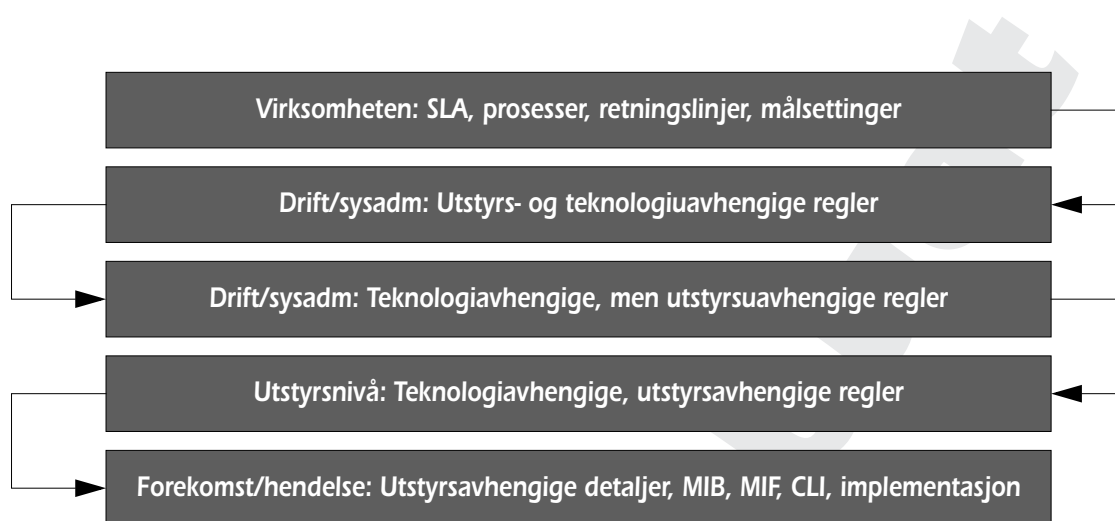 Virksomheten: SLA, prosesser, retningslinjer, målsettinger
Drift/sysadm: Utstyrs- og teknologiuavhengige regler
Drift/sysadm: Teknologiavhengige, men utstyrsuavhengige regler
Utstyrsnivå: Teknologiavhengige, utstyrsavhengige regler
Forekomst/hendelse: Utstyrsavhengige detaljer, MIB, MIF, CLI, implementasjon